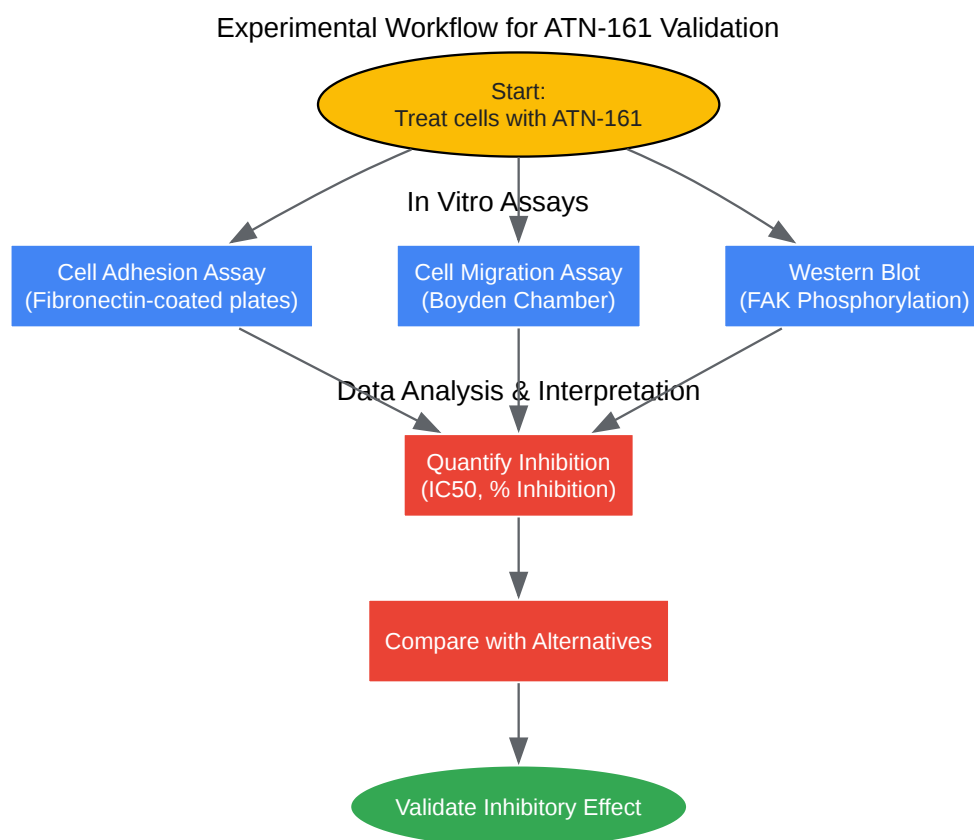 Experimental Workflow for ATN-161 Validation
Start:
Treat cells with ATN-161
In Vitro Assays
Cell Adhesion Assay
(Fibronectin-coated plates)
Cell Migration Assay
(Boyden Chamber)
Western Blot
(FAK Phosphorylation)
Data Analysis & Interpretation
Quantify Inhibition
(IC50, % Inhibition)
Compare with Alternatives
Validate Inhibitory Effect